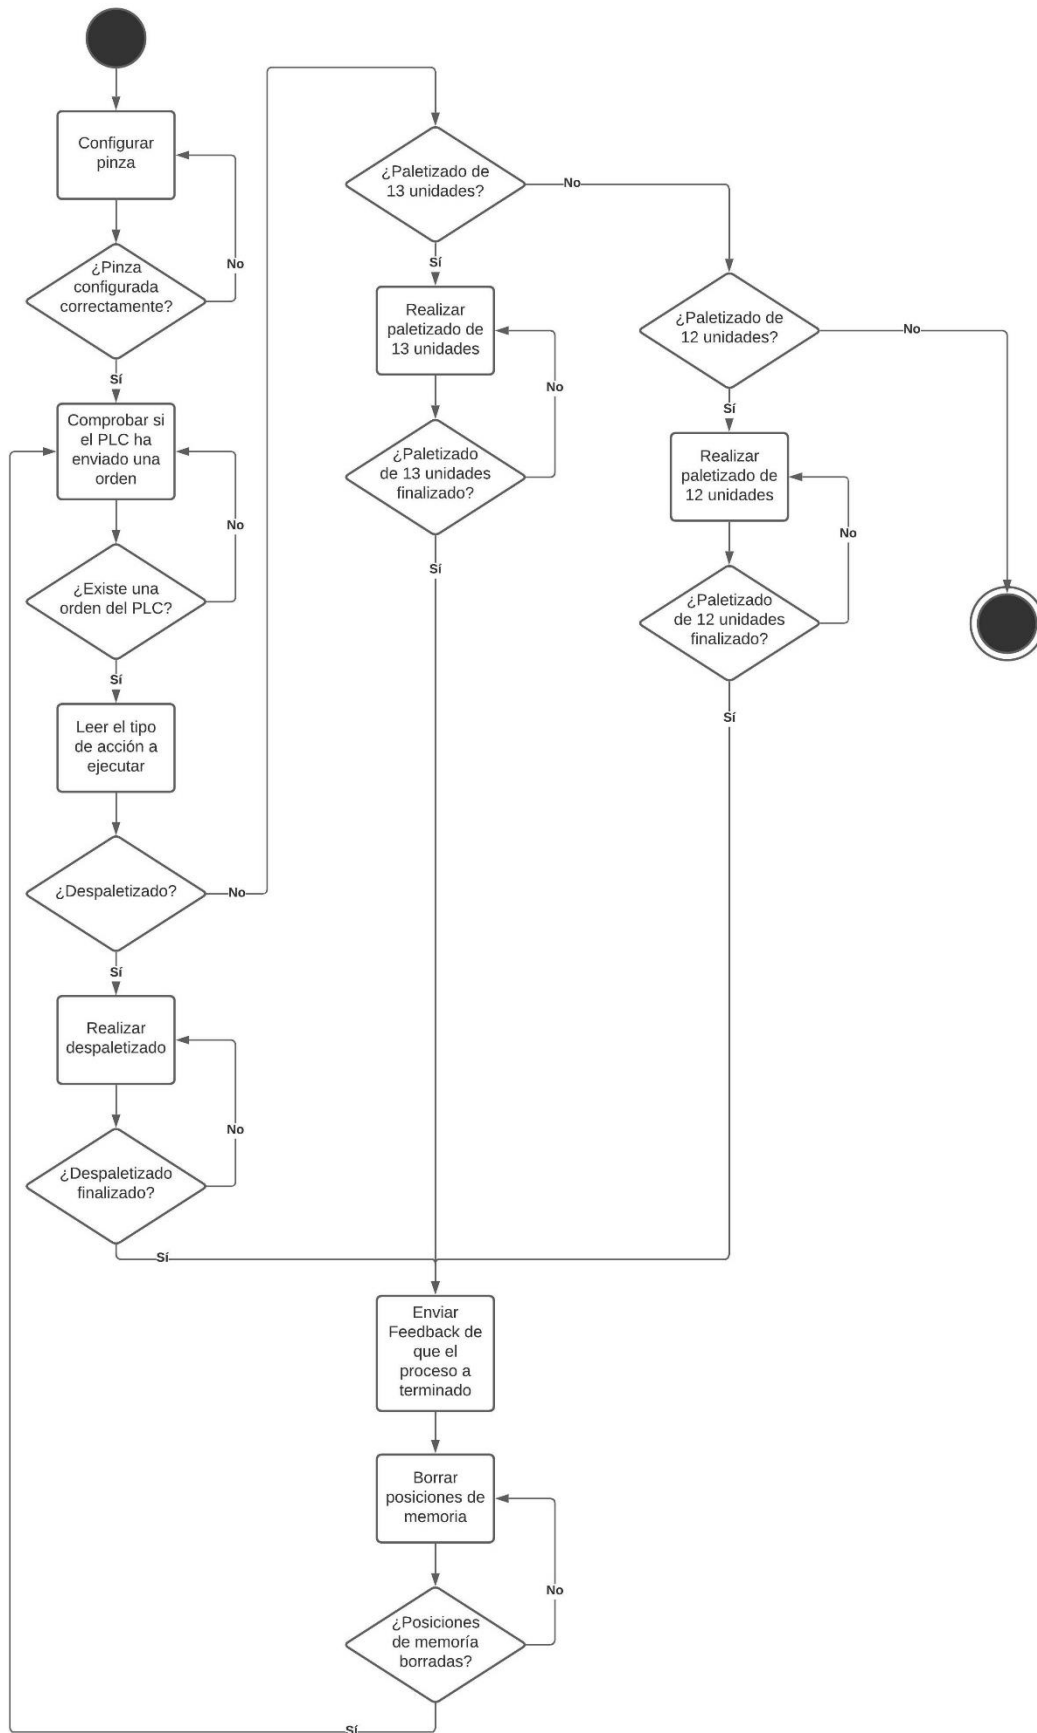 Configurar
pinza
¿Pinza
configurada
correctamente?
No
Sí
Comprobar si
el PLC ha
enviado una
orden
No
¿Existe una
orden del PLC?
Sí
Leer el tipo
de acción a
ejecutar
¿Despaletizado?
No
Sí
Realizar
despaletizado
No
¿Despaletizado
finalizado?
Sí
¿Paletizado de
13 unidades?
No
Sí
Realizar
paletizado de
13 unidades
No
¿Paletizado
de 13 unidades
finalizado?
Sí
¿Paletizado de
12 unidades?
No
Sí
Realizar
paletizado de
12 unidades
No
¿Paletizado
de 12 unidades
finalizado?
Sí
Enviar
Feedback de
que el
proceso a
terminado
Borrar
posiciones de
memoria
No
¿Posiciones
de memoría
borradas?
Sí